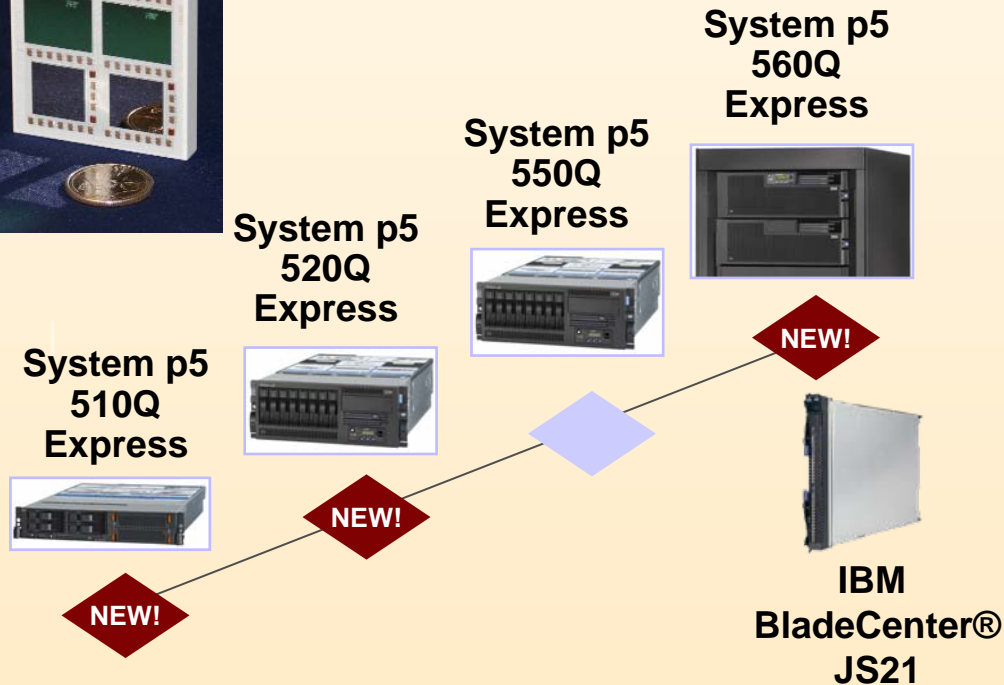 System p5
560Q
Express
System p5
550Q
Express
System p5
520Q
Express
System p5
510Q
Express
NEW!
NEW!
NEW!
IBM
BladeCenter®
JS21